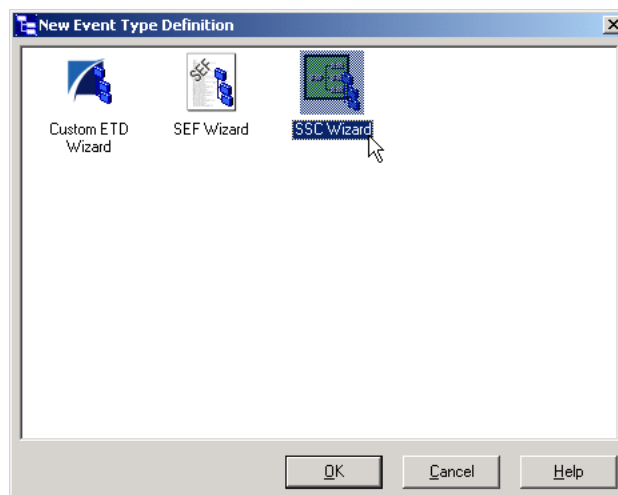 New Event Type Definition
SEF
Custom ETD
Wizard
SEF Wizard
SSC Wizard
OK
Cancel
Help